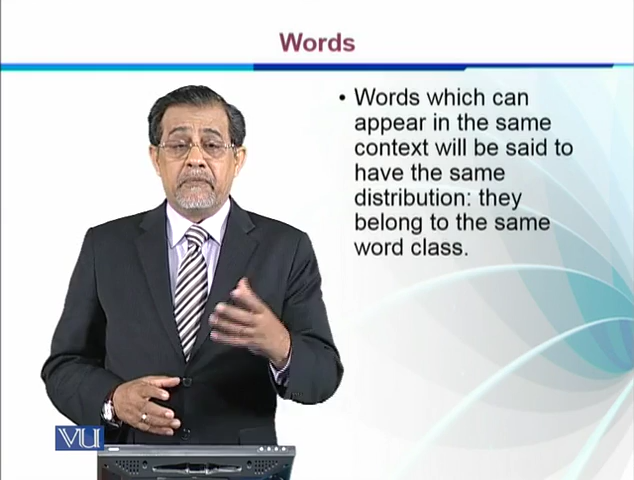 Words
• Words which can
appear in the same
context will be said to
have the same
distribution: they
belong to the same
word class.
VU